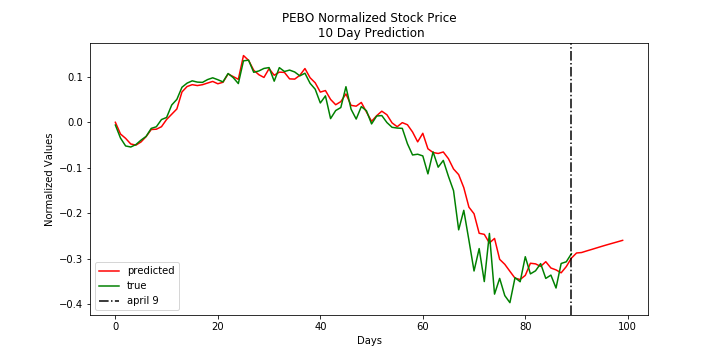 PEBO Normalized Stock Price
10 Day Prediction
Normalized Values
0.1
0.0
−0.1
−0.2
−0.3
−0.4
predicted
true
april 9
0
20
40
60
80
100
Days